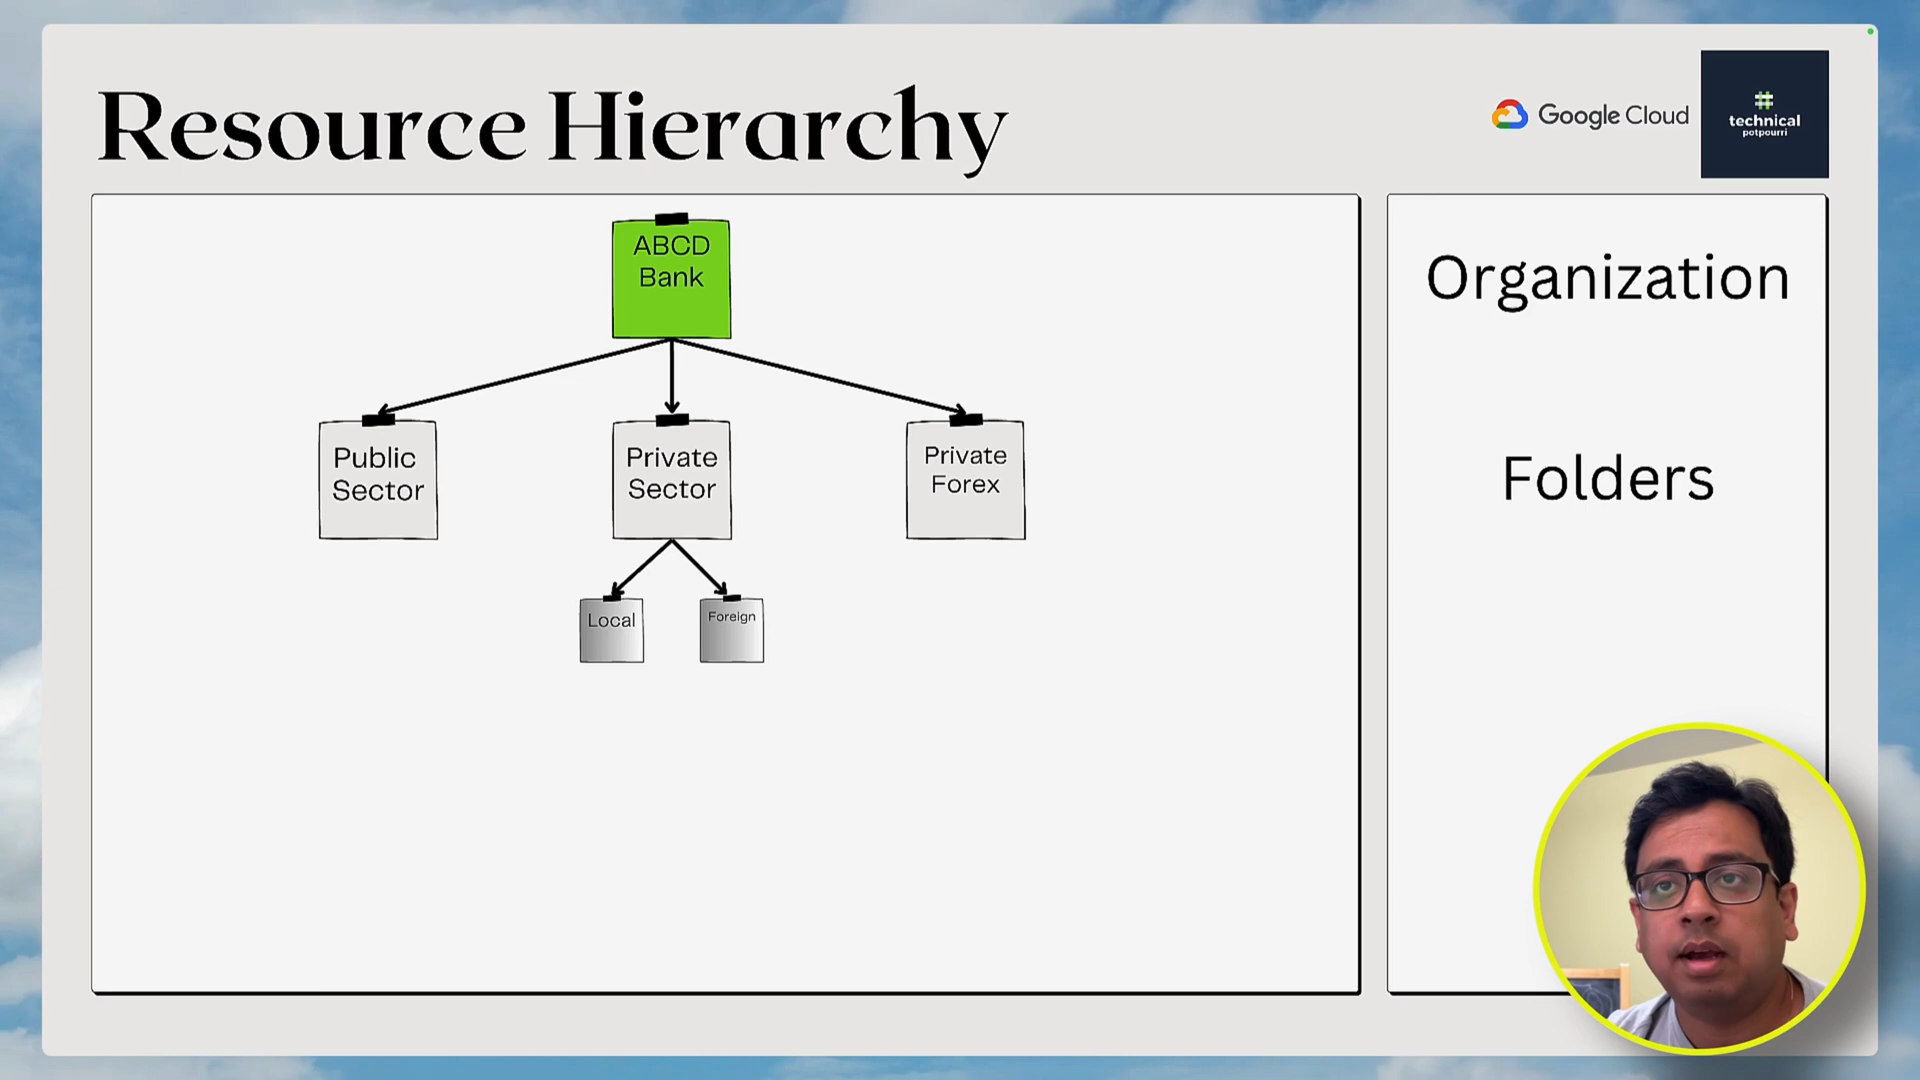 Resource Hierarchy
Google Cloud
technical
potpourri
ABCD
Bank
Organization
Public
Sector
Private
Sector
Private
Forex
Folders
Local
Foreign